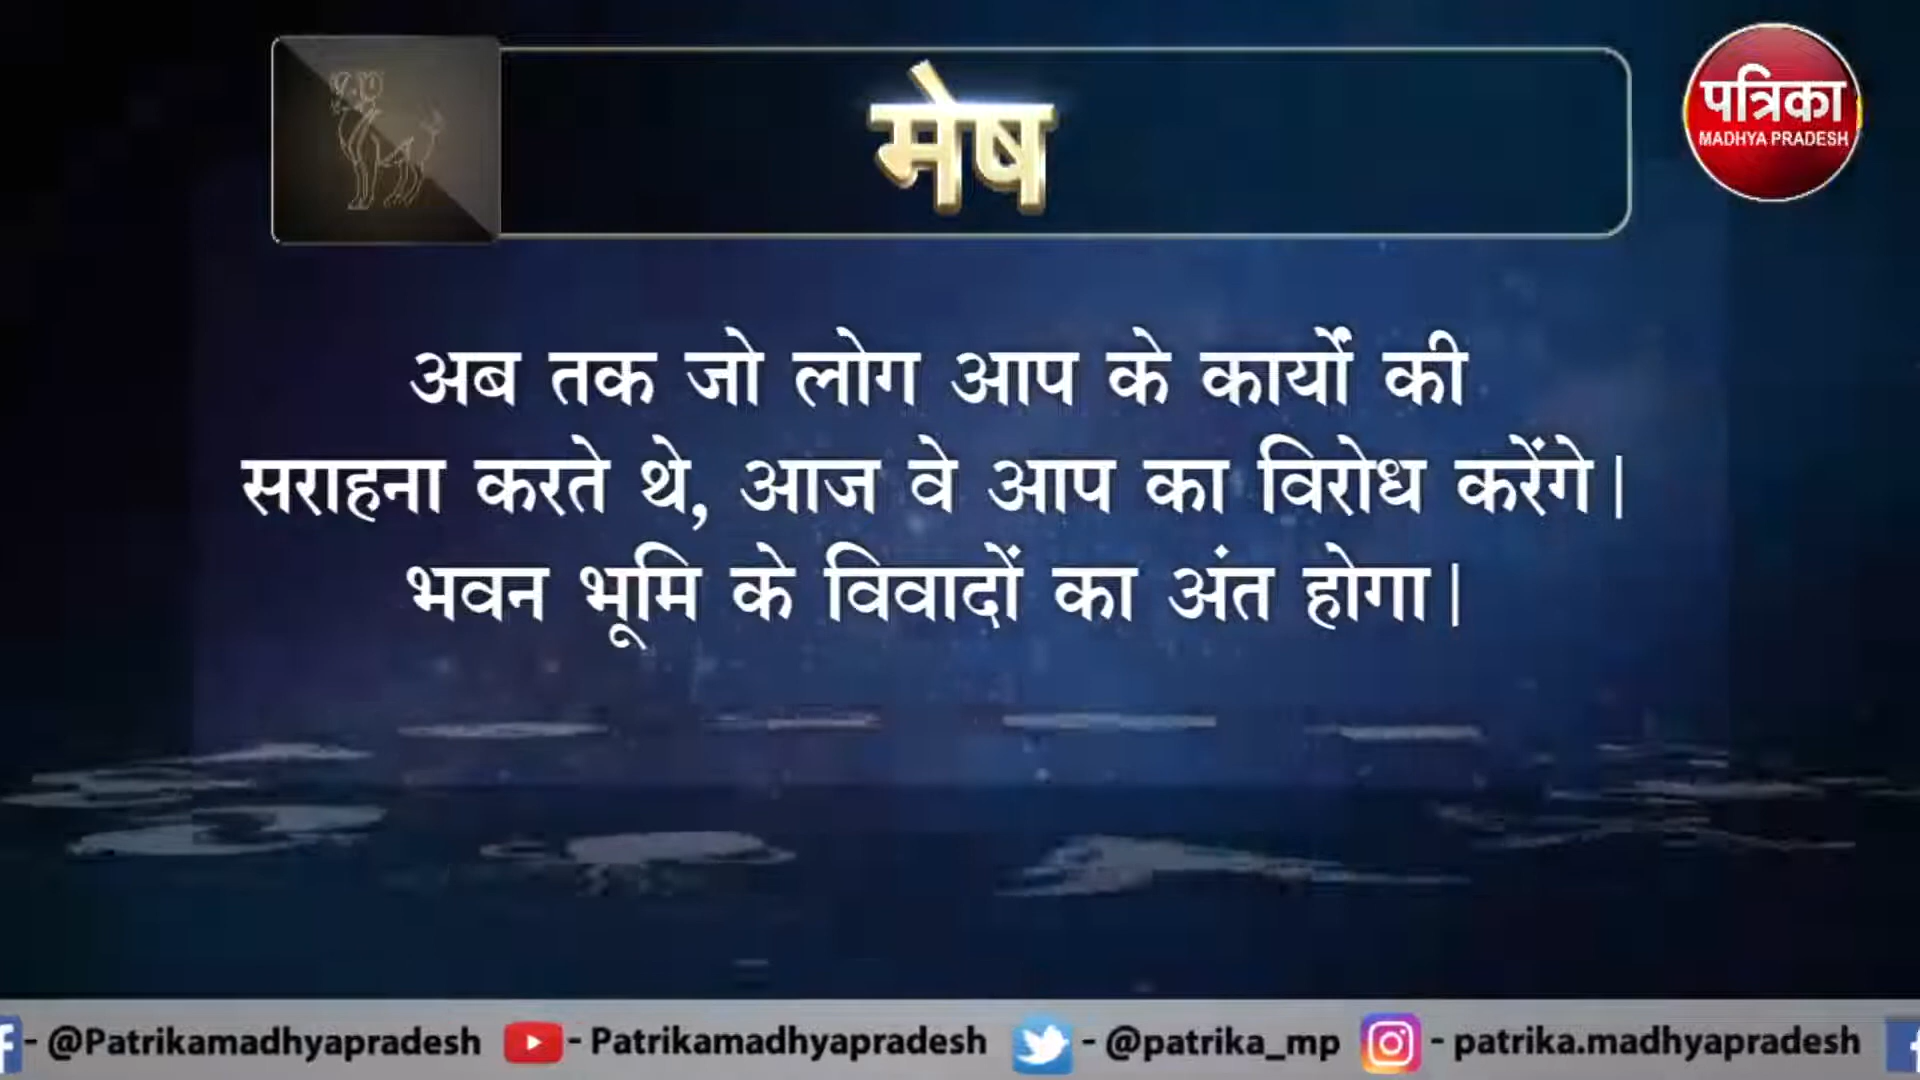 मेष
पत्रिका
MADHYA PRADESH
अब तक जो लोग आप के कार्यों की
सराहना करते थे, आज वे आप का विरोध करेंगे।
भवन भूमि के विवादों का अंत होगा।
- @Patrikamadhyapradesh - Patrikamadhyapradesh - @patrika_mp - patrika.madhyapradesh